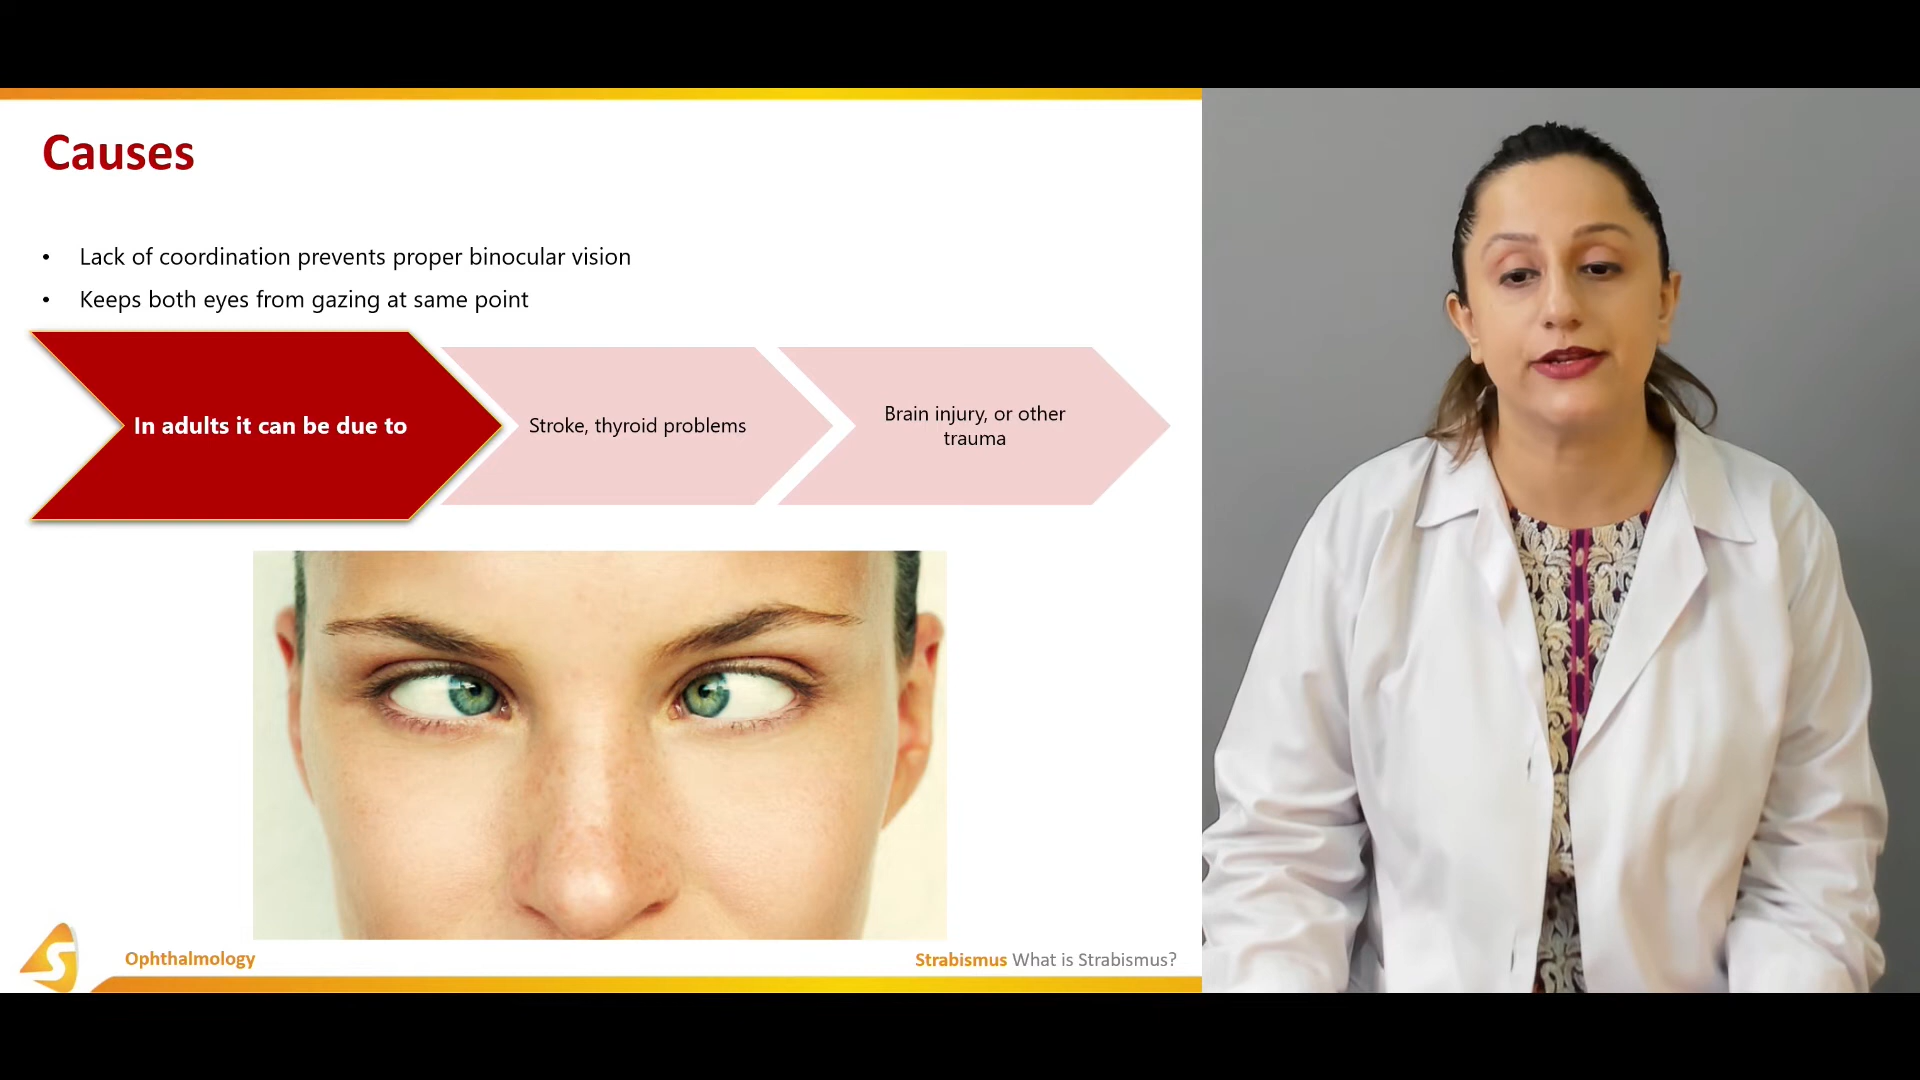 Causes
• Lack of coordination prevents proper binocular vision
• Keeps both eyes from gazing at same point
In adults it can be due to
Stroke, thyroid problems
Brain injury, or other
trauma
Ophthalmology
Strabismus What is Strabismus?